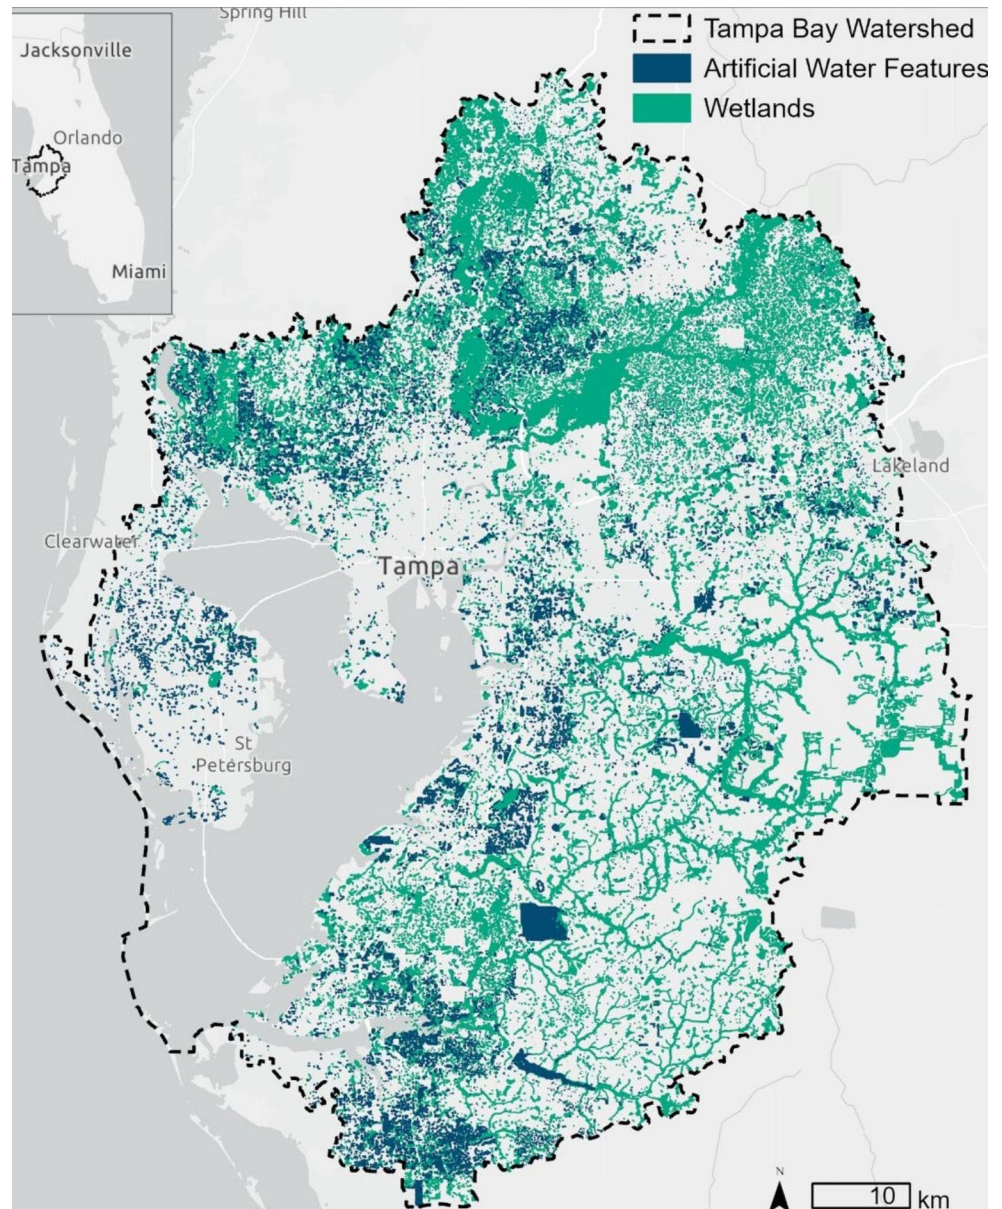 Spring Hill
Jacksonville
Orlando
Tampa
Miami
Tampa Bay Watershed
Artificial Water Features
Wetlands
Lakeland
Clearwater
Tampa
St
Petersburg
N
10 km